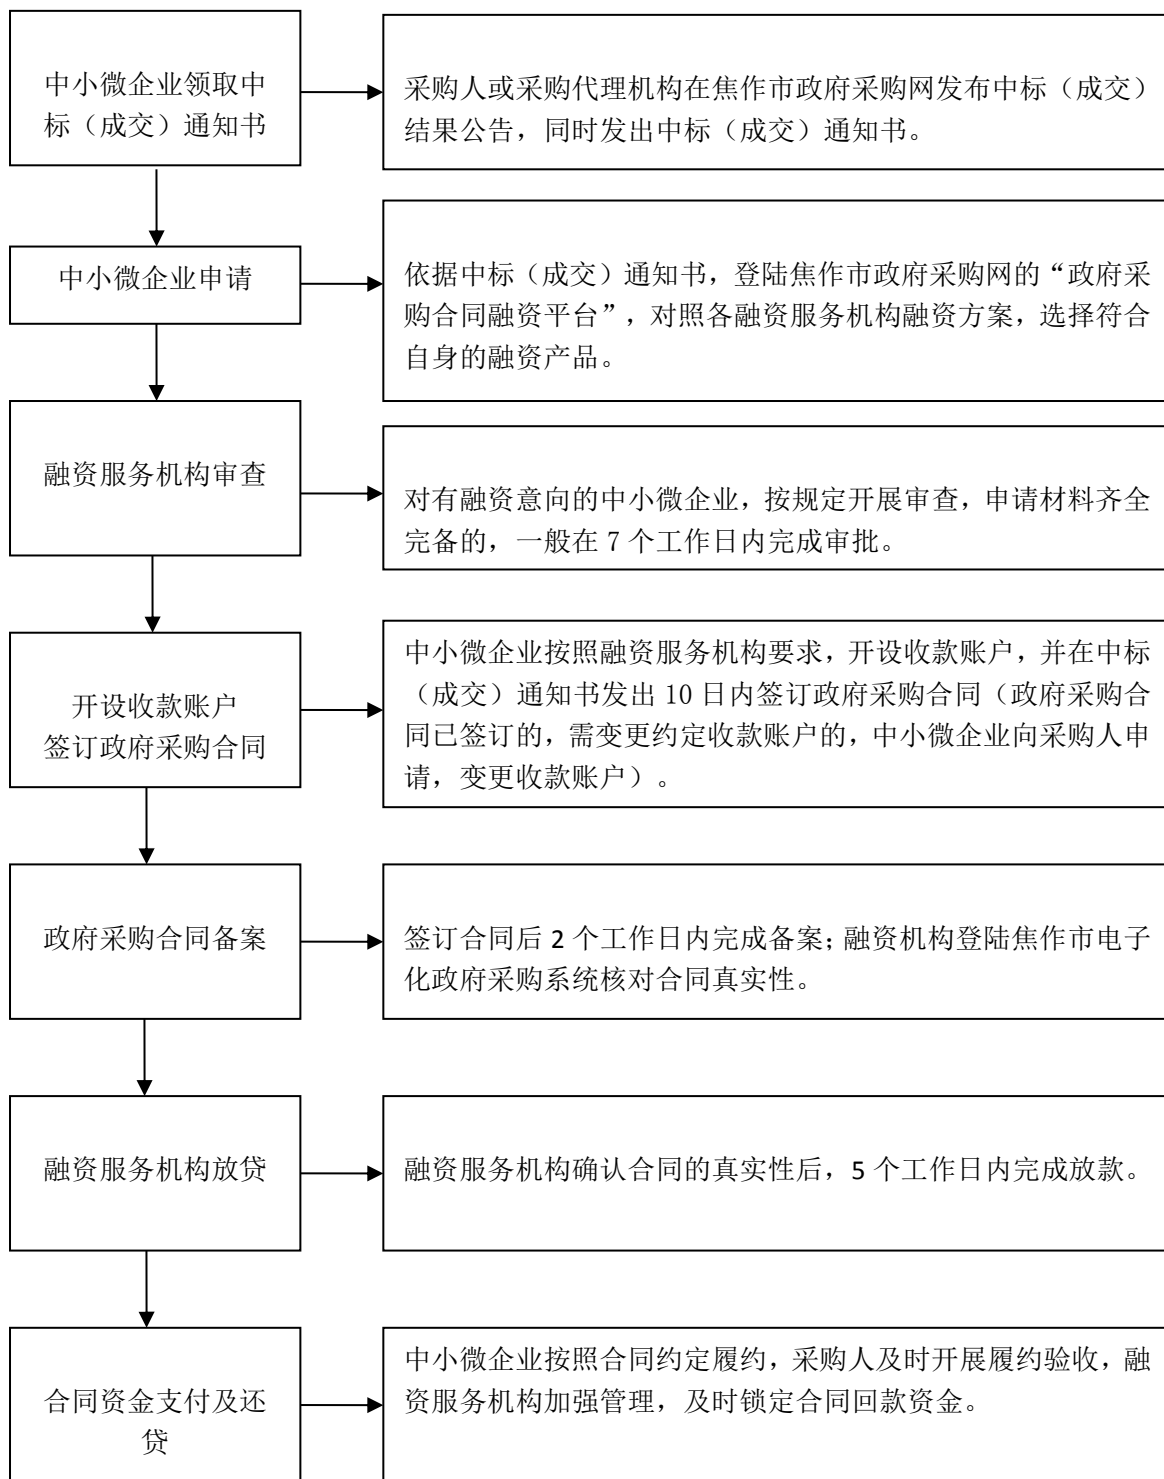 中小微企业领取中
标（成交）通知书
采购人或采购代理机构在焦作市政府采购网发布中标（成交）
结果公告，同时发出中标（成交）通知书。
中小微企业申请
依据中标（成交）通知书，登陆焦作市政府采购网的“政府采
购合同融资平台”，对照各融资服务机构融资方案，选择符合
自身的融资产品。
融资服务机构审查
对有融资意向的中小微企业，按规定开展审查，申请材料齐全
完备的，一般在 7 个工作日内完成审批。
开设收款账户
签订政府采购合同
中小微企业按照融资服务机构要求，开设收款账户，并在中标
（成交）通知书发出 10 日内签订政府采购合同（政府采购合
同已签订的，需变更约定收款账户的，中小微企业向采购人申
请，变更收款账户）。
政府采购合同备案
签订合同后 2 个工作日内完成备案；融资机构登陆焦作市电子
化政府采购系统核对合同真实性。
融资服务机构放贷
融资服务机构确认合同的真实性后，5 个工作日内完成放款。
合同资金支付及还
贷
中小微企业按照合同约定履约，采购人及时开展履约验收，融
资服务机构加强管理，及时锁定合同回款资金。